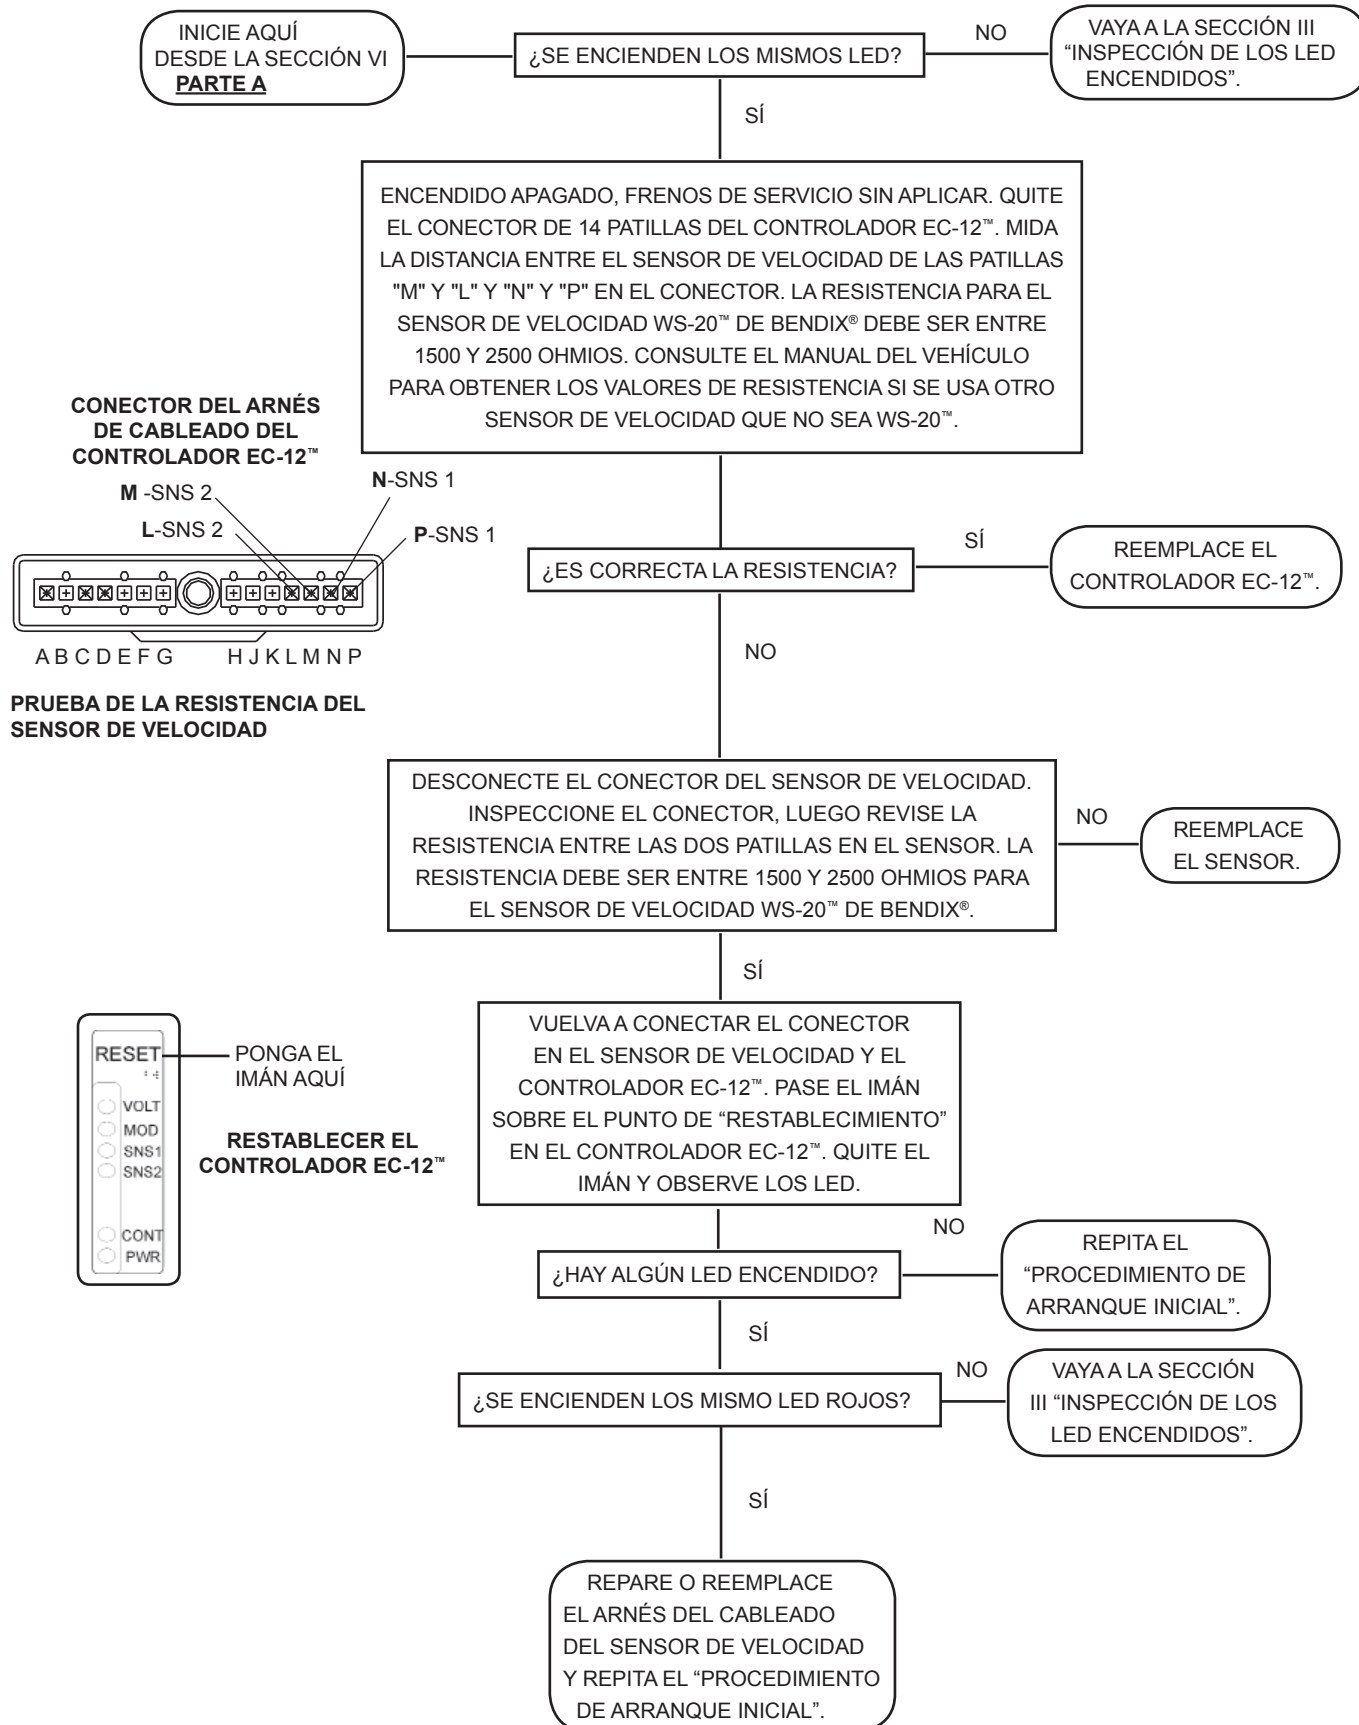 INICIE AQUÍ
DESDE LA SECCIÓN VI
PARTE A
¿SE ENCIENDEN LOS MISMOS LED?
NO
VAYA A LA SECCIÓN III
“INSPECCIÓN DE LOS LED
ENCENDIDOS”.
SÍ
ENCENDIDO APAGADO, FRENOS DE SERVICIO SIN APLICAR. QUITE
EL CONECTOR DE 14 PATILLAS DEL CONTROLADOR EC-12™. MIDA
LA DISTANCIA ENTRE EL SENSOR DE VELOCIDAD DE LAS PATILLAS
"M" Y "L" Y "N" Y "P" EN EL CONECTOR. LA RESISTENCIA PARA EL
SENSOR DE VELOCIDAD WS-20™ DE BENDIX® DEBE SER ENTRE
1500 Y 2500 OHMIOS. CONSULTE EL MANUAL DEL VEHÍCULO
PARA OBTENER LOS VALORES DE RESISTENCIA SI SE USA OTRO
SENSOR DE VELOCIDAD QUE NO SEA WS-20™.
CONECTOR DEL ARNÉS
DE CABLEADO DEL
CONTROLADOR EC-12™
M -SNS 2
N-SNS 1
L-SNS 2
P-SNS 1
A B C D E F G H J K L M N P
PRUEBA DE LA RESISTENCIA DEL
SENSOR DE VELOCIDAD
¿ES CORRECTA LA RESISTENCIA?
SÍ
REEMPLACE EL
CONTROLADOR EC-12™.
NO
DESCONECTE EL CONECTOR DEL SENSOR DE VELOCIDAD.
INSPECCIONE EL CONECTOR, LUEGO REVISE LA
RESISTENCIA ENTRE LAS DOS PATILLAS EN EL SENSOR. LA
RESISTENCIA DEBE SER ENTRE 1500 Y 2500 OHMIOS PARA
EL SENSOR DE VELOCIDAD WS-20™ DE BENDIX®.
NO
REEMPLACE
EL SENSOR.
SÍ
VUELVA A CONECTAR EL CONECTOR
EN EL SENSOR DE VELOCIDAD Y EL
CONTROLADOR EC-12™. PASE EL IMÁN
SOBRE EL PUNTO DE “RESTABLECIMIENTO”
EN EL CONTROLADOR EC-12™. QUITE EL
IMÁN Y OBSERVE LOS LED.
RESET
VOLT
MOD
SNS1
SNS2
CONT
PWR
PONGA EL
IMÁN AQUÍ
RESTABLECER EL
CONTROLADOR EC-12™
¿HAY ALGÚN LED ENCENDIDO?
NO
REPITA EL
“PROCEDIMIENTO DE
ARRANQUE INICIAL”.
SÍ
¿SE ENCIENDEN LOS MISMO LED ROJOS?
NO
VAYA A LA SECCIÓN
III “INSPECCIÓN DE LOS
LED ENCENDIDOS”.
SÍ
REPARE O REEMPLACE
EL ARNÉS DEL CABLEADO
DEL SENSOR DE VELOCIDAD
Y REPITA EL “PROCEDIMIENTO
DE ARRANQUE INICIAL”.